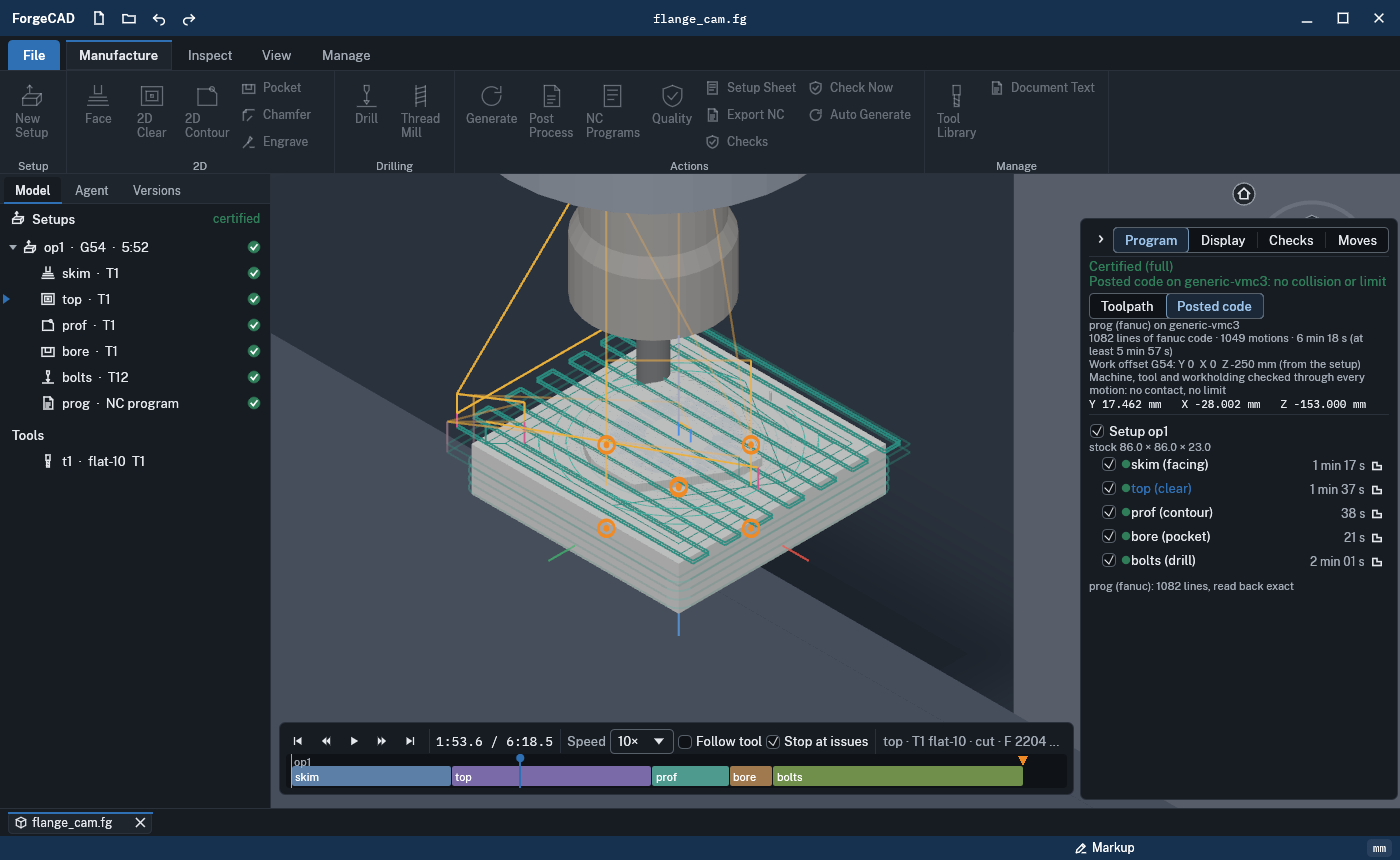 ForgeCAD
flange_cam.fg
File
Manufacture
Inspect
View
Manage
New Setup
Face
2D Clear
2D Contour
Pocket
Chamfer
Engrave
Drill
Thread Mill
Generate
Post Process
NC Programs
Quality
Setup Sheet
Export NC
Checks
Check Now
Auto Generate
Tool Library
Document Text
Setup
2D
Drilling
Actions
Manage
Model
Agent
Versions
Setups
certified
op1 · G54 · 5:52
skim · T1
top · T1
prof · T1
bore · T1
bolts · T12
prog · NC program
Tools
t1 · flat-10 T1
Program
Display
Checks
Moves
Certified (full)
Posted code on generic-vmc3: no collision or limit
Toolpath
Posted code
prog (fanuc) on generic-vmc3
1082 lines of fanuc code · 1049 motions · 6 min 18 s (at
least 5 min 57 s)
Work offset G54: Y 0 X 0 Z -250 mm (from the setup)
Machine, tool and workholding checked through every
motion: no contact, no limit
Y 17.462 mm X -28.002 mm Z -153.000 mm
Setup op1
stock 86.0 × 86.0 × 23.0
skim (facing) 1 min 17 s
top (clear) 1 min 37 s
prof (contour) 38 s
bore (pocket) 21 s
bolts (drill) 2 min 01 s
prog (fanuc): 1082 lines, read back exact
1:53.6 / 6:18.5
Speed
10×
Follow tool
Stop at issues
top · T1 flat-10 · cut · F 2204 ...
op1
skim
top
prof
bore
bolts
flange_cam.fg
Markup
mm